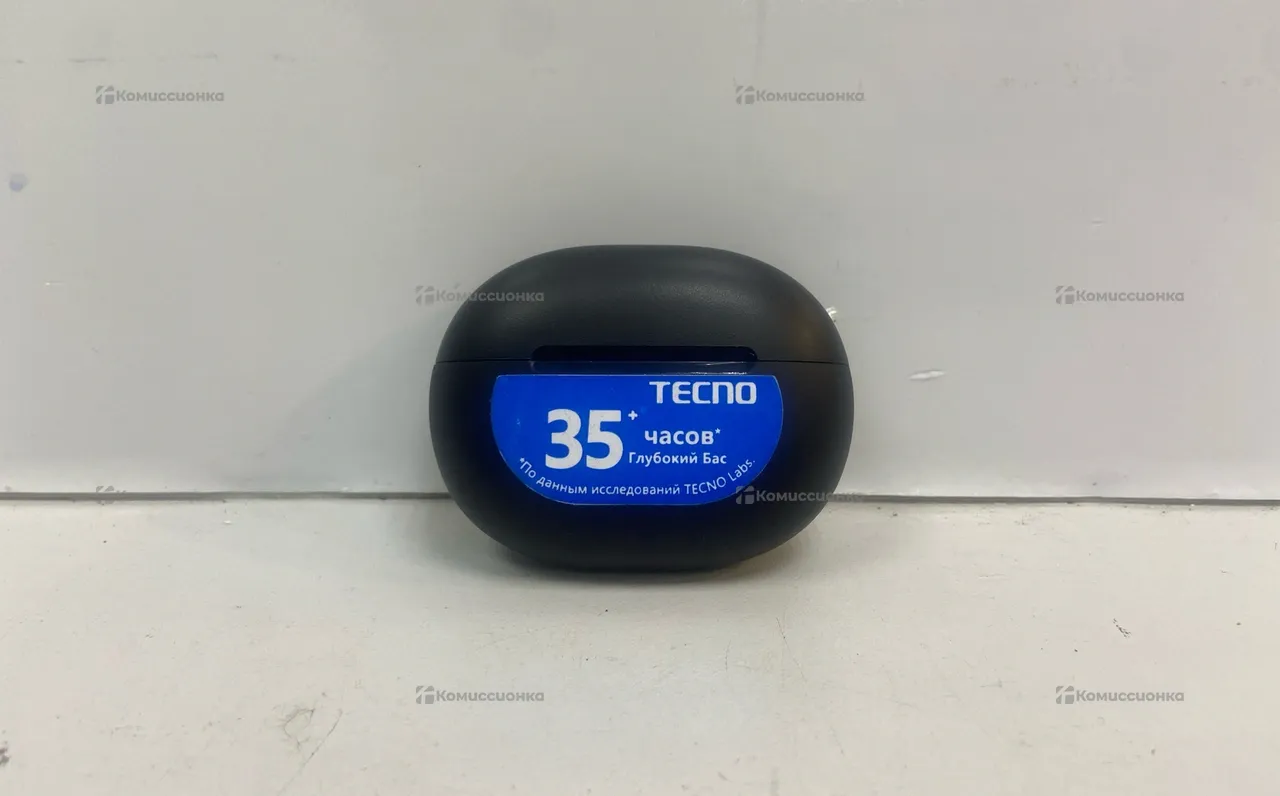 Комиссионка
Комиссионка
Комиссионка
Комиссионка
TECNO
35+ часов*
Глубокий Бас
*По данным исследований TECNO Labs.
Комиссионка
Комиссионка
Комиссионка